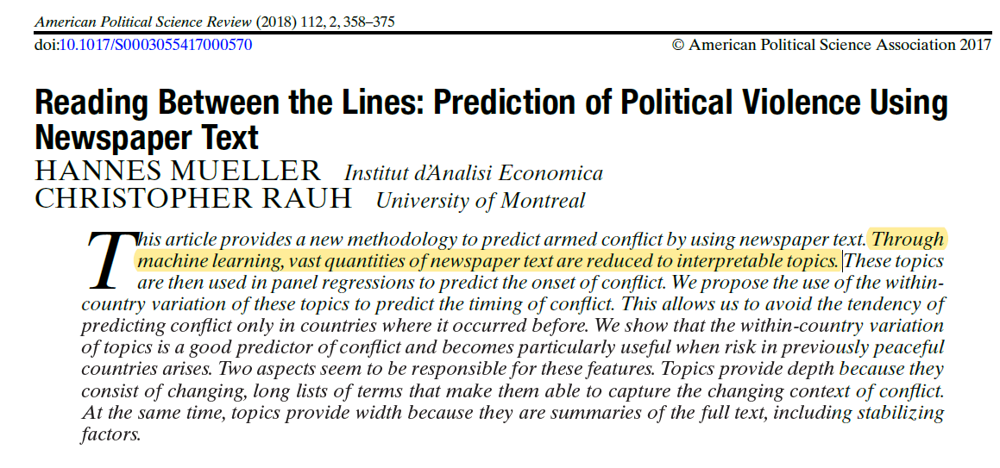 American Political Science Review (2018) 112, 2, 358–375
doi:10.1017/S0003055417000570 © American Political Science Association 2017
Reading Between the Lines: Prediction of Political Violence Using
Newspaper Text
HANNES MUELLER Institut d'Analisi Economica
CHRISTOPHER RAUH University of Montreal
This article provides a new methodology to predict armed conflict by using newspaper text. Through
machine learning, vast quantities of newspaper text are reduced to interpretable topics. These topics
are then used in panel regressions to predict the onset of conflict. We propose the use of the within-
country variation of these topics to predict the timing of conflict. This allows us to avoid the tendency of
predicting conflict only in countries where it occurred before. We show that the within-country variation
of topics is a good predictor of conflict and becomes particularly useful when risk in previously peaceful
countries arises. Two aspects seem to be responsible for these features. Topics provide depth because they
consist of changing, long lists of terms that make them able to capture the changing context of conflict.
At the same time, topics provide width because they are summaries of the full text, including stabilizing
factors.